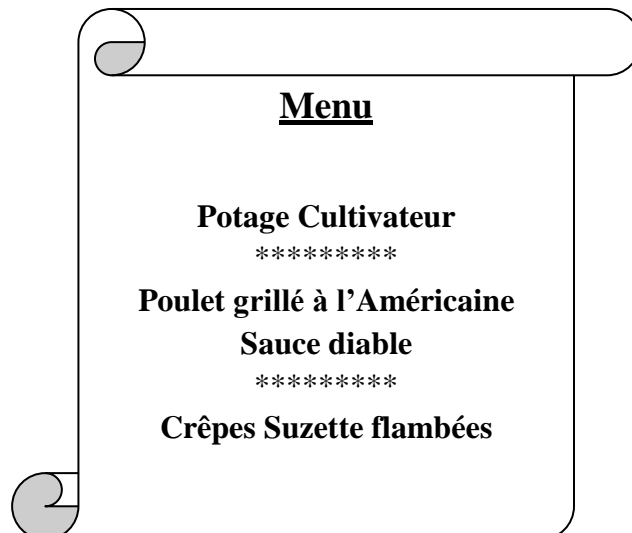 Menu
Potage Cultivateur
*********
Poulet grillé à l’Américaine
Sauce diable
*********
Crêpes Suzette flambées